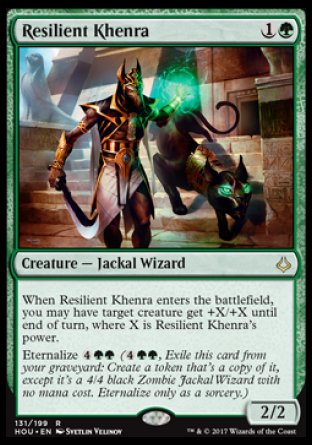 Resilient Khenra 1
Creature — Jackal Wizard
When Resilient Khenra enters the battlefield,
you may have target creature get +X/+X until
end of turn, where X is Resilient Khenra's
power.
Eternalize 4 (4, Exile this card from
your graveyard: Create a token that's a copy of it,
except it's a 4/4 black Zombie Jackal Wizard with
no mana cost. Eternalize only as a sorcery.)
2/2
131/199 R
HOU • EN Svetlin Velinov
™ & © 2017 Wizards of the Coast